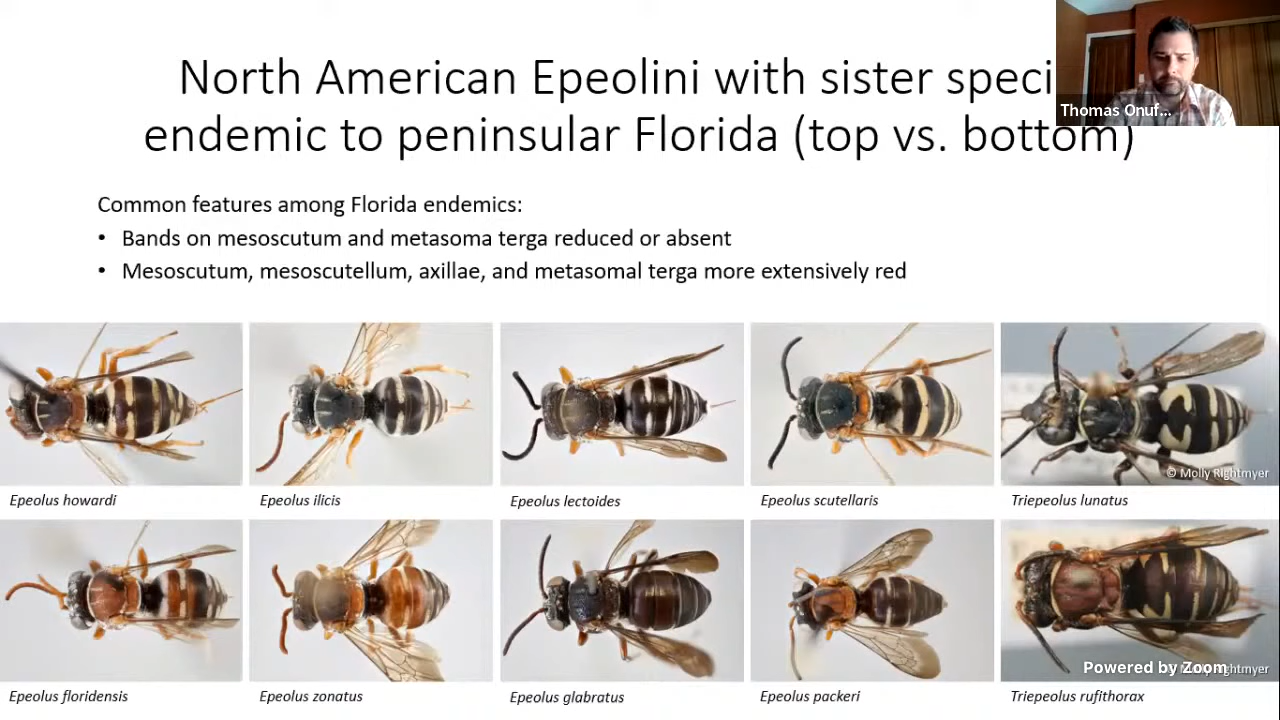 North American Epeolini with sister speci
endemic to peninsular Florida (top vs. bottom)
Thomas Onuf...
Common features among Florida endemics:
• Bands on mesoscutum and metasoma terga reduced or absent
• Mesoscutum, mesoscutellum, axillae, and metasomal terga more extensively red
© Molly Rightmyer
Epeolus howardi
Epeolus ilicis
Epeolus lectoides
Epeolus scutellaris
Triepeolus lunatus
Powered by Zoom
Epeolus floridensis
Epeolus zonatus
Epeolus glabratus
Epeolus packeri
Triepeolus rufithorax